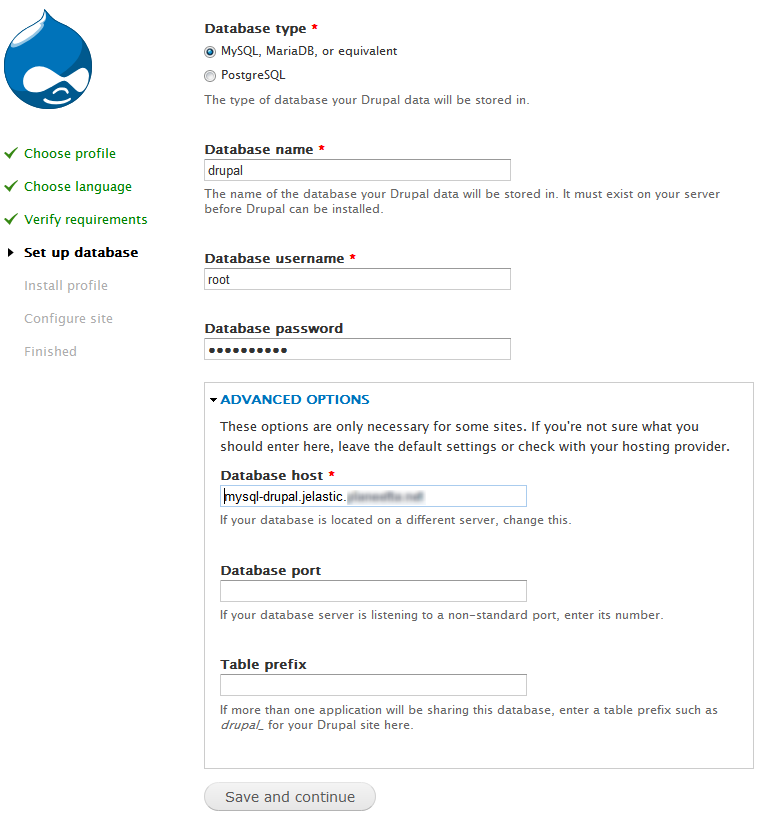 Choose profile
Choose language
Verify requirements
Set up database
Install profile
Configure site
Finished
Database type *
MySQL, MariaDB, or equivalent
PostgreSQL
The type of database your Drupal data will be stored in.
Database name *
drupal
The name of the database your Drupal data will be stored in. It must exist on your server
before Drupal can be installed.
Database username *
root
Database password
●●●●●●●●●●
ADVANCED OPTIONS
These options are only necessary for some sites. If you're not sure what you
should enter here, leave the default settings or check with your hosting provider.
Database host *
mysql-drupal.jelastic.
If your database is located on a different server, change this.
Database port
If your database server is listening to a non-standard port, enter its number.
Table prefix
If more than one application will be sharing this database, enter a table prefix such as
drupal_ for your Drupal site here.
Save and continue